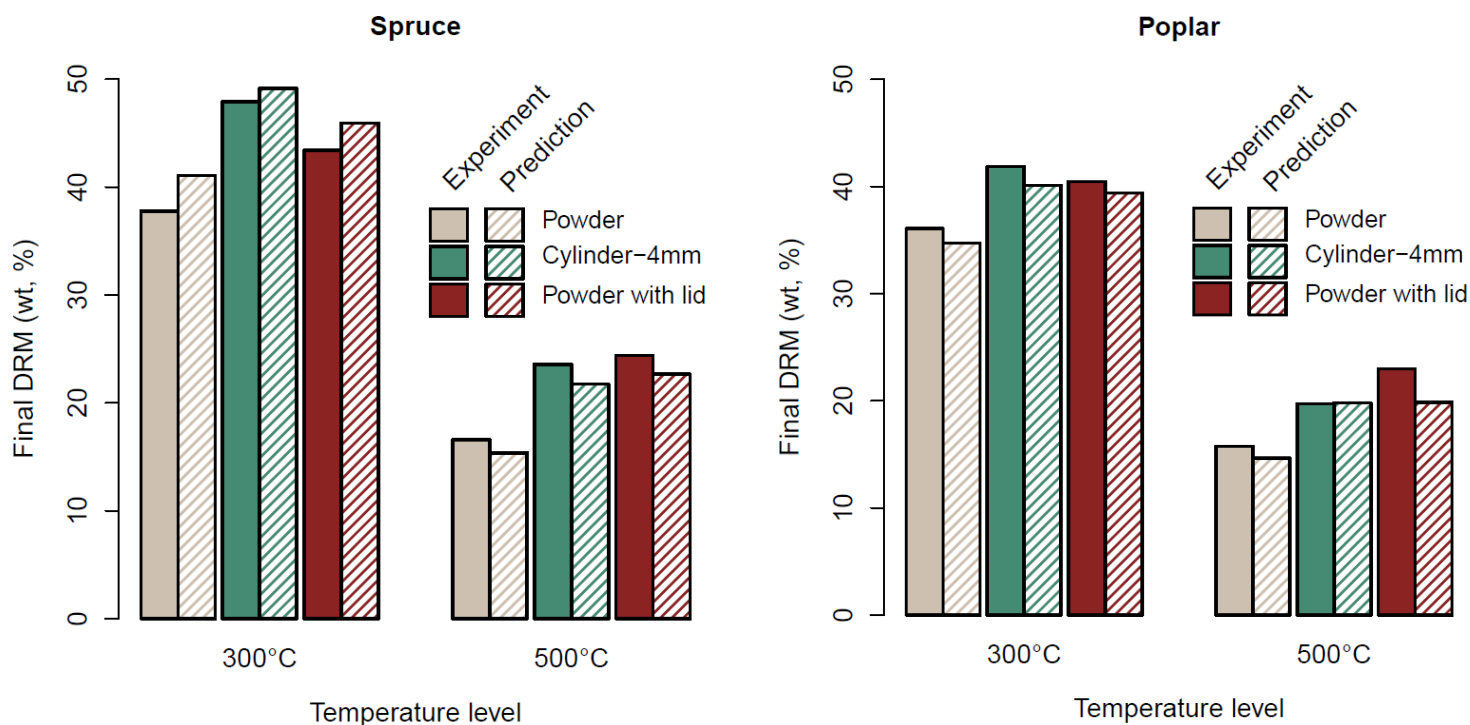 Spruce
Final DRM (wt, %)
50
40
30
20
10
0
Experiment
Prediction
Powder
Cylinder−4mm
Powder with lid
300°C
500°C
Temperature level
Poplar
Final DRM (wt, %)
50
40
30
20
10
0
Experiment
Prediction
Powder
Cylinder−4mm
Powder with lid
300°C
500°C
Temperature level